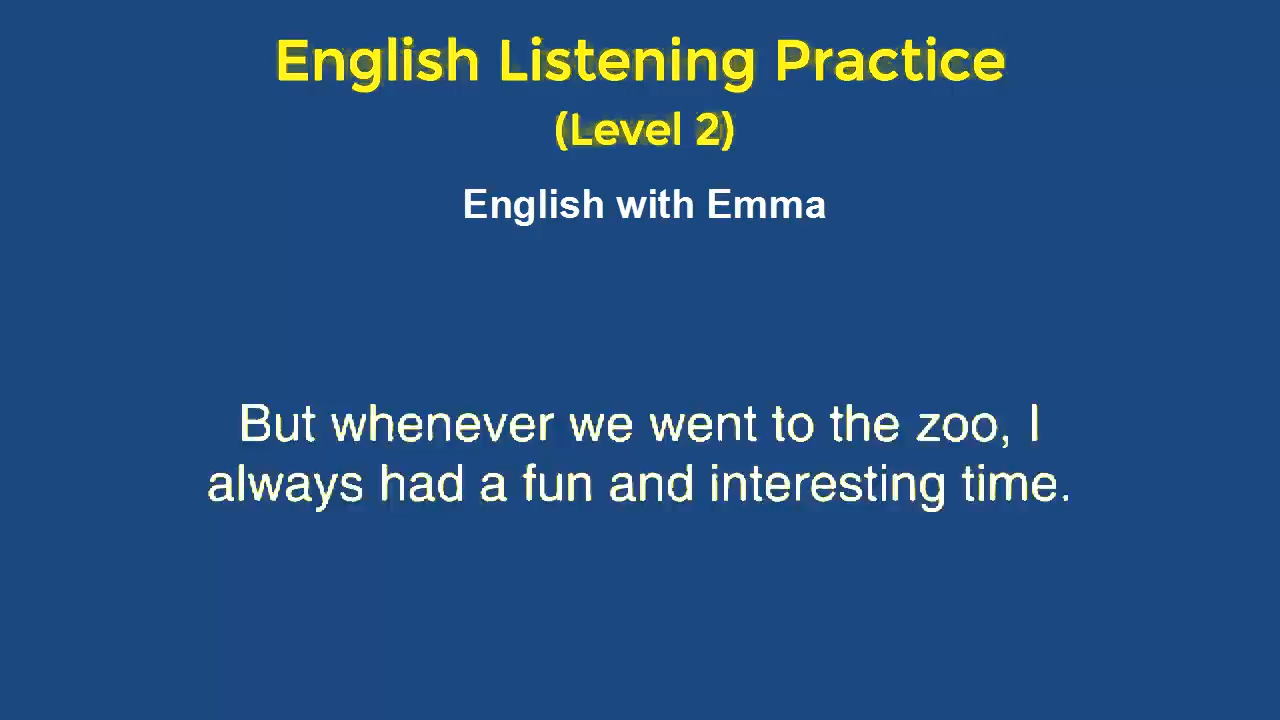 English Listening Practice
(Level 2)
English with Emma
But whenever we went to the zoo, I
always had a fun and interesting time.